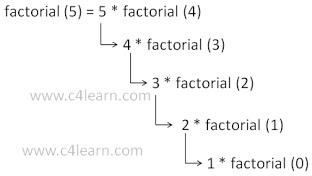 factorial (5) = 5 * factorial (4)
4 * factorial (3)
3 * factorial (2)
www.c4learn.com
2 * factorial (1)
www.c4learn.com
1 * factorial (0)